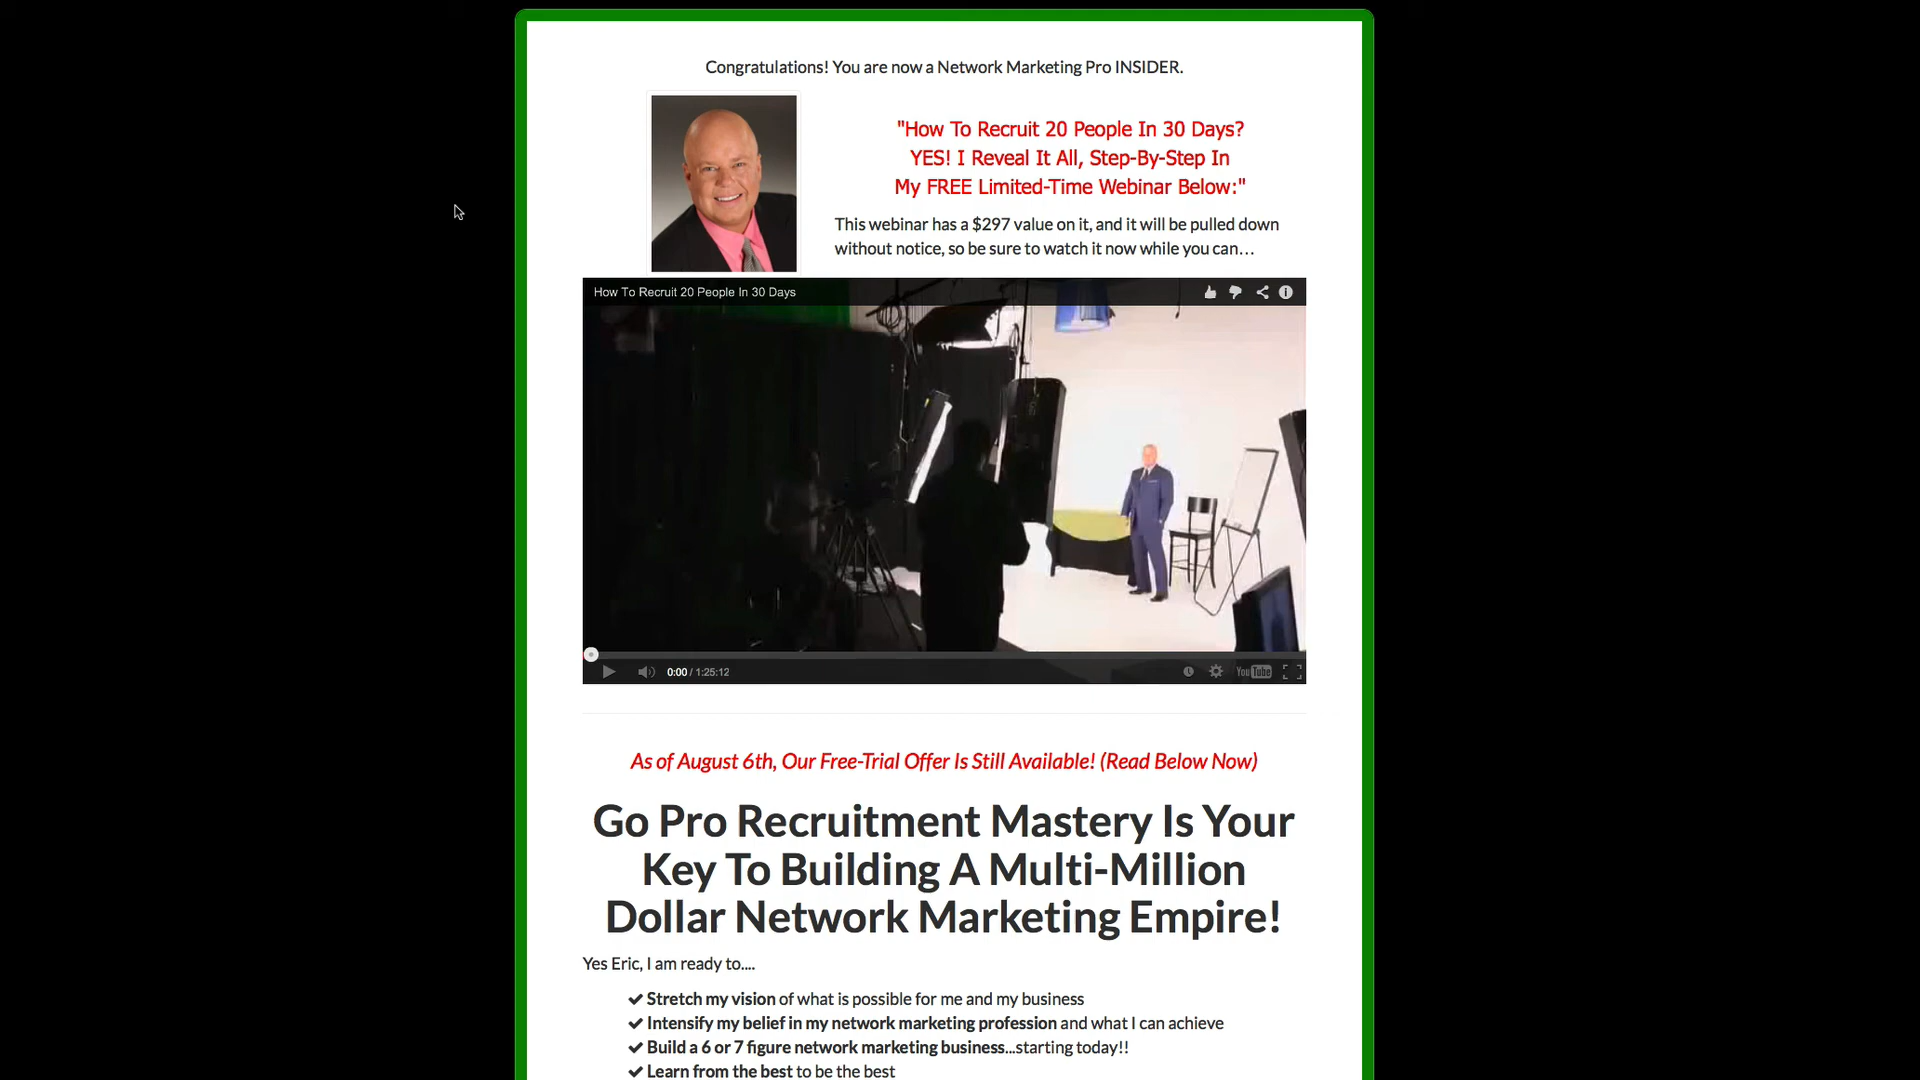 Congratulations! You are now a Network Marketing Pro INSIDER.
"How To Recruit 20 People In 30 Days?
YES! I Reveal It All, Step-By-Step In
My FREE Limited-Time Webinar Below:"
This webinar has a $297 value on it, and it will be pulled down
without notice, so be sure to watch it now while you can…
How To Recruit 20 People In 30 Days
0:00 / 1:25:12
YouTube
As of August 6th, Our Free-Trial Offer Is Still Available! (Read Below Now)
Go Pro Recruitment Mastery Is Your
Key To Building A Multi-Million
Dollar Network Marketing Empire!
Yes Eric, I am ready to....
Stretch my vision of what is possible for me and my business
Intensify my belief in my network marketing profession and what I can achieve
Build a 6 or 7 figure network marketing business...starting today!!
Learn from the best to be the best